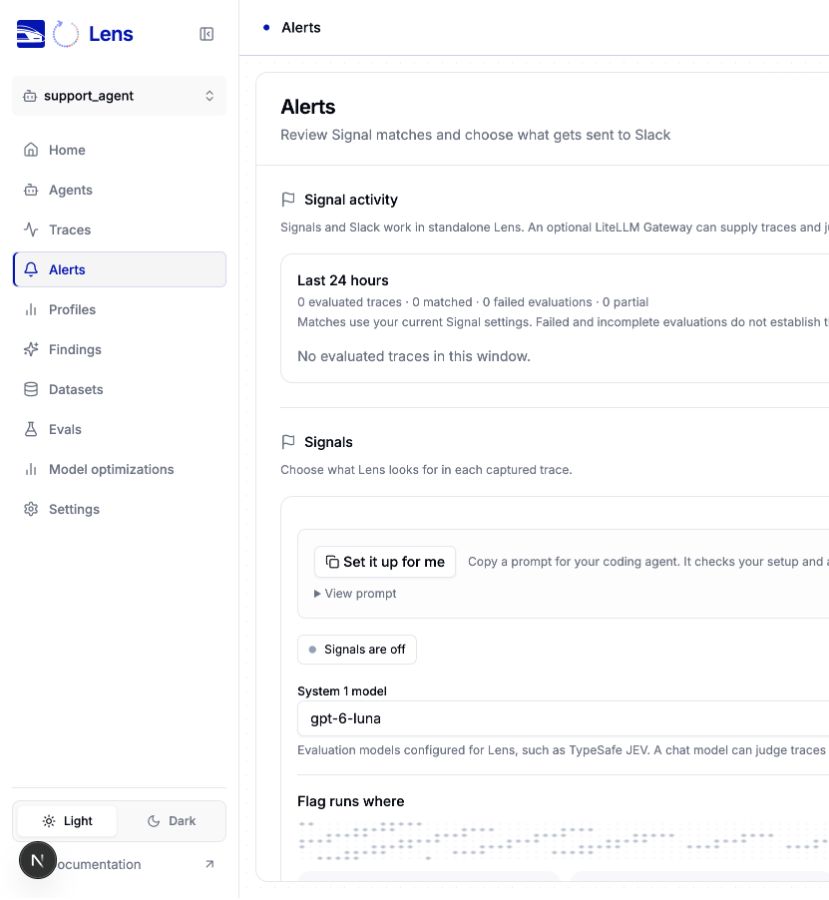 Lens
support_agent
Home
Agents
Traces
Alerts
Profiles
Findings
Datasets
Evals
Model optimizations
Settings
Light
Dark
N
ocumentation
Alerts
Alerts
Review Signal matches and choose what gets sent to Slack
Signal activity
Signals and Slack work in standalone Lens. An optional LiteLLM Gateway can supply traces and
Last 24 hours
0 evaluated traces · 0 matched · 0 failed evaluations · 0 partial
Matches use your current Signal settings. Failed and incomplete evaluations do not establish
No evaluated traces in this window.
Signals
Choose what Lens looks for in each captured trace.
Set it up for me
Copy a prompt for your coding agent. It checks your setup and
View prompt
Signals are off
System 1 model
gpt-6-luna
Evaluation models configured for Lens, such as TypeSafe JEV. A chat model can judge traces
Flag runs where